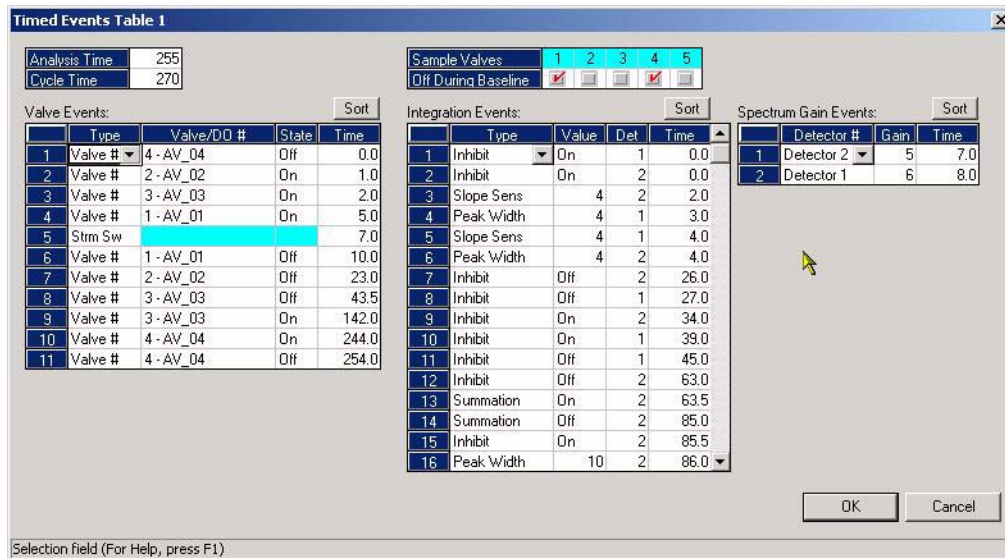 Timed Events Table 1
Analysis Time 255
Cycle Time 270
Sample Valves 1 2 3 4 5
Off During Baseline
Valve Events: Sort
Type Valve/DO # State Time
1 Valve # 4 - AV_04 Off 0.0
2 Valve # 2 - AV_02 On 1.0
3 Valve # 3 - AV_03 On 2.0
4 Valve # 1 - AV_01 On 5.0
5 Strm Sw 7.0
6 Valve # 1 - AV_01 Off 10.0
7 Valve # 2 - AV_02 Off 23.0
8 Valve # 3 - AV_03 Off 43.5
9 Valve # 3 - AV_03 On 142.0
10 Valve # 4 - AV_04 On 244.0
11 Valve # 4 - AV_04 Off 254.0
Integration Events: Sort
Type Value Det Time
1 Inhibit On 1 0.0
2 Inhibit On 2 0.0
3 Slope Sens 4 2 2.0
4 Peak Width 4 1 3.0
5 Slope Sens 4 1 4.0
6 Peak Width 4 2 4.0
7 Inhibit Off 2 26.0
8 Inhibit Off 1 27.0
9 Inhibit On 2 34.0
10 Inhibit On 1 39.0
11 Inhibit Off 1 45.0
12 Inhibit Off 2 63.0
13 Summation On 2 63.5
14 Summation Off 2 85.0
15 Inhibit On 2 85.5
16 Peak Width 10 2 86.0
Spectrum Gain Events: Sort
Detector # Gain Time
1 Detector 2 5 7.0
2 Detector 1 6 8.0
OK Cancel
Selection field (For Help, press F1)